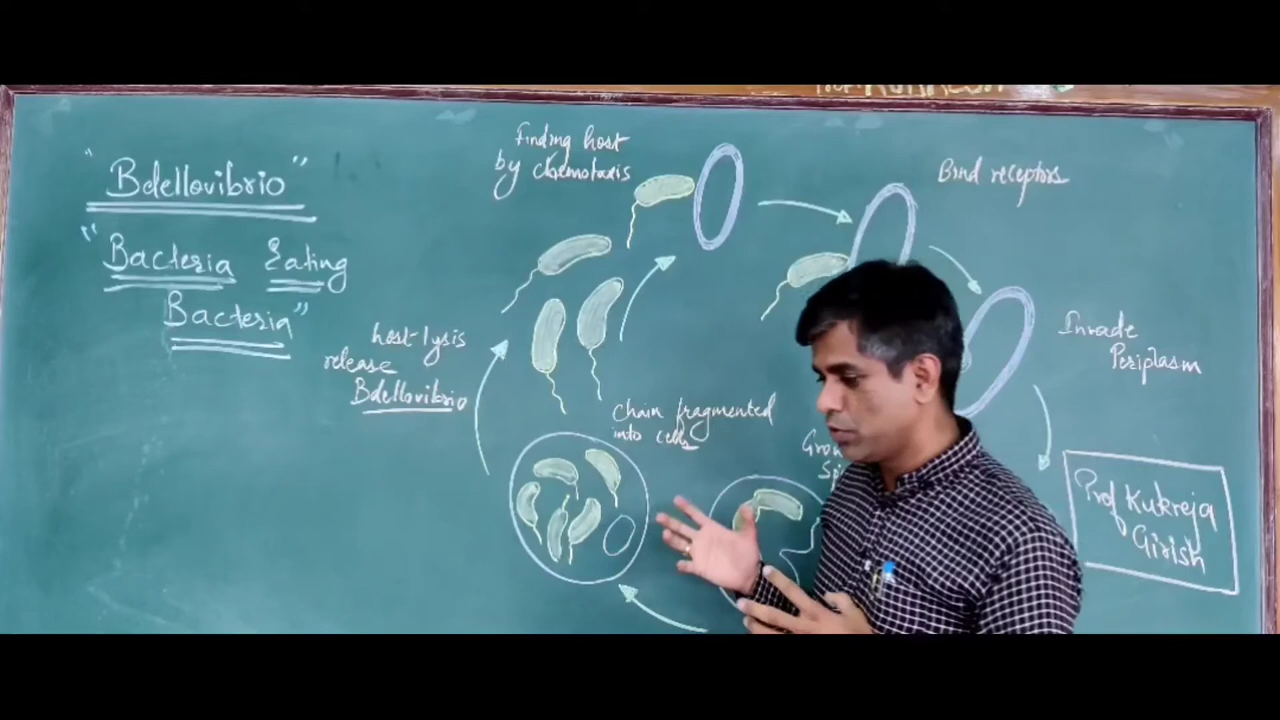 "Bdellovibrio"
"Bacteria Eating
Bacteria"
Finding host
by chemotaxis
Bind receptors
Invade
Periplasm
host-lysis
release
Bdellovibrio
Chain fragmented
into cells
Prof Kukreja
Girish